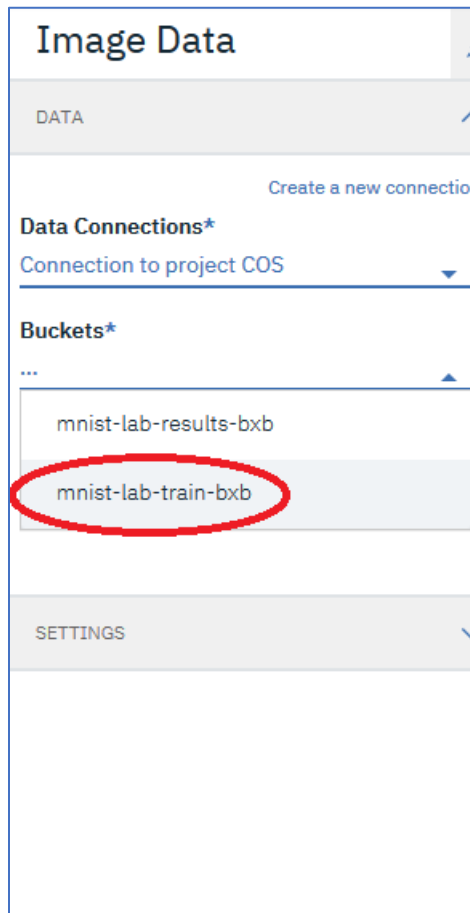 Image Data
DATA
Create a new connectio
Data Connections*
Connection to project COS
Buckets*
...
mnist-lab-results-bxb
mnist-lab-train-bxb
SETTINGS